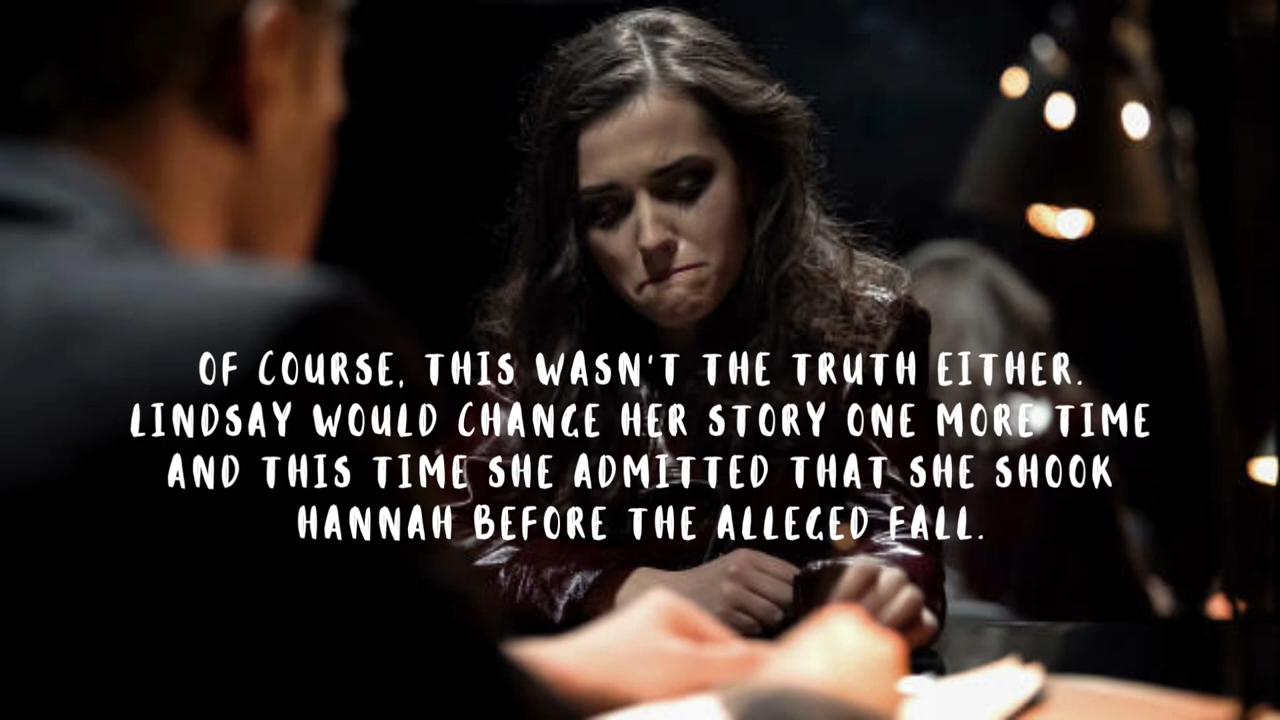 OF COURSE, THIS WASN'T THE TRUTH EITHER.
LINDSAY WOULD CHANGE HER STORY ONE MORE TIME
AND THIS TIME SHE ADMITTED THAT SHE SHOOK
HANNAH BEFORE THE ALLEGED FALL.